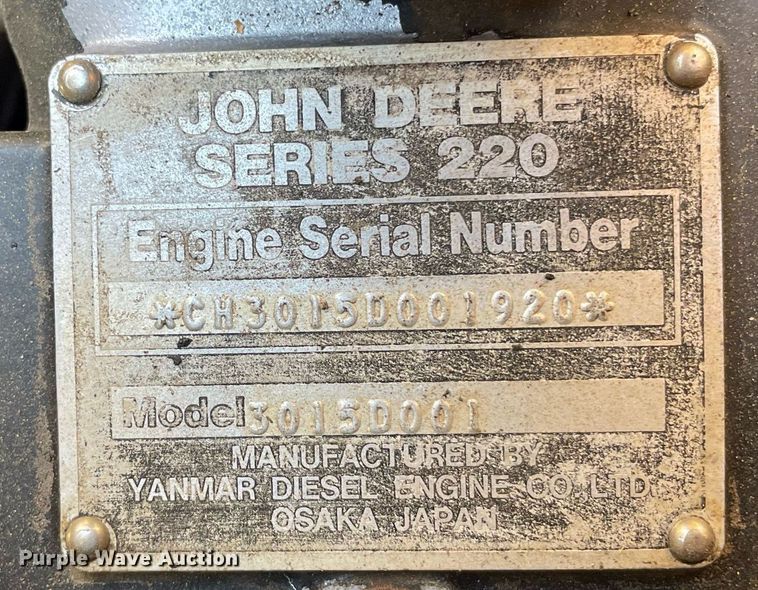 JOHN DEERE
SERIES 220
Engine Serial Number
*CH3015D001920*
Model 3015D001
MANUFACTURED BY
YANMAR DIESEL ENGINE CO. LTD
OSAKA JAPAN
Purple Wave Auction